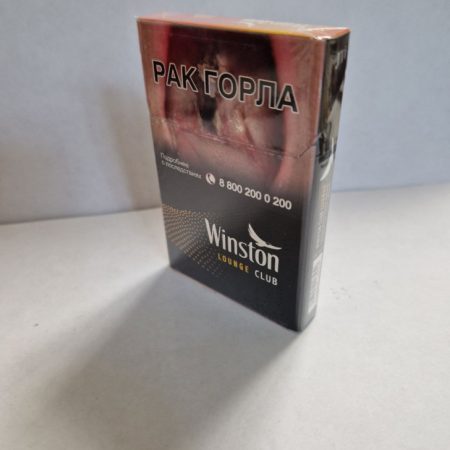 РАК ГОРЛА
Подробнее
о последствиях
8 800 200 0 200
Winston
LOUNGE CLUB